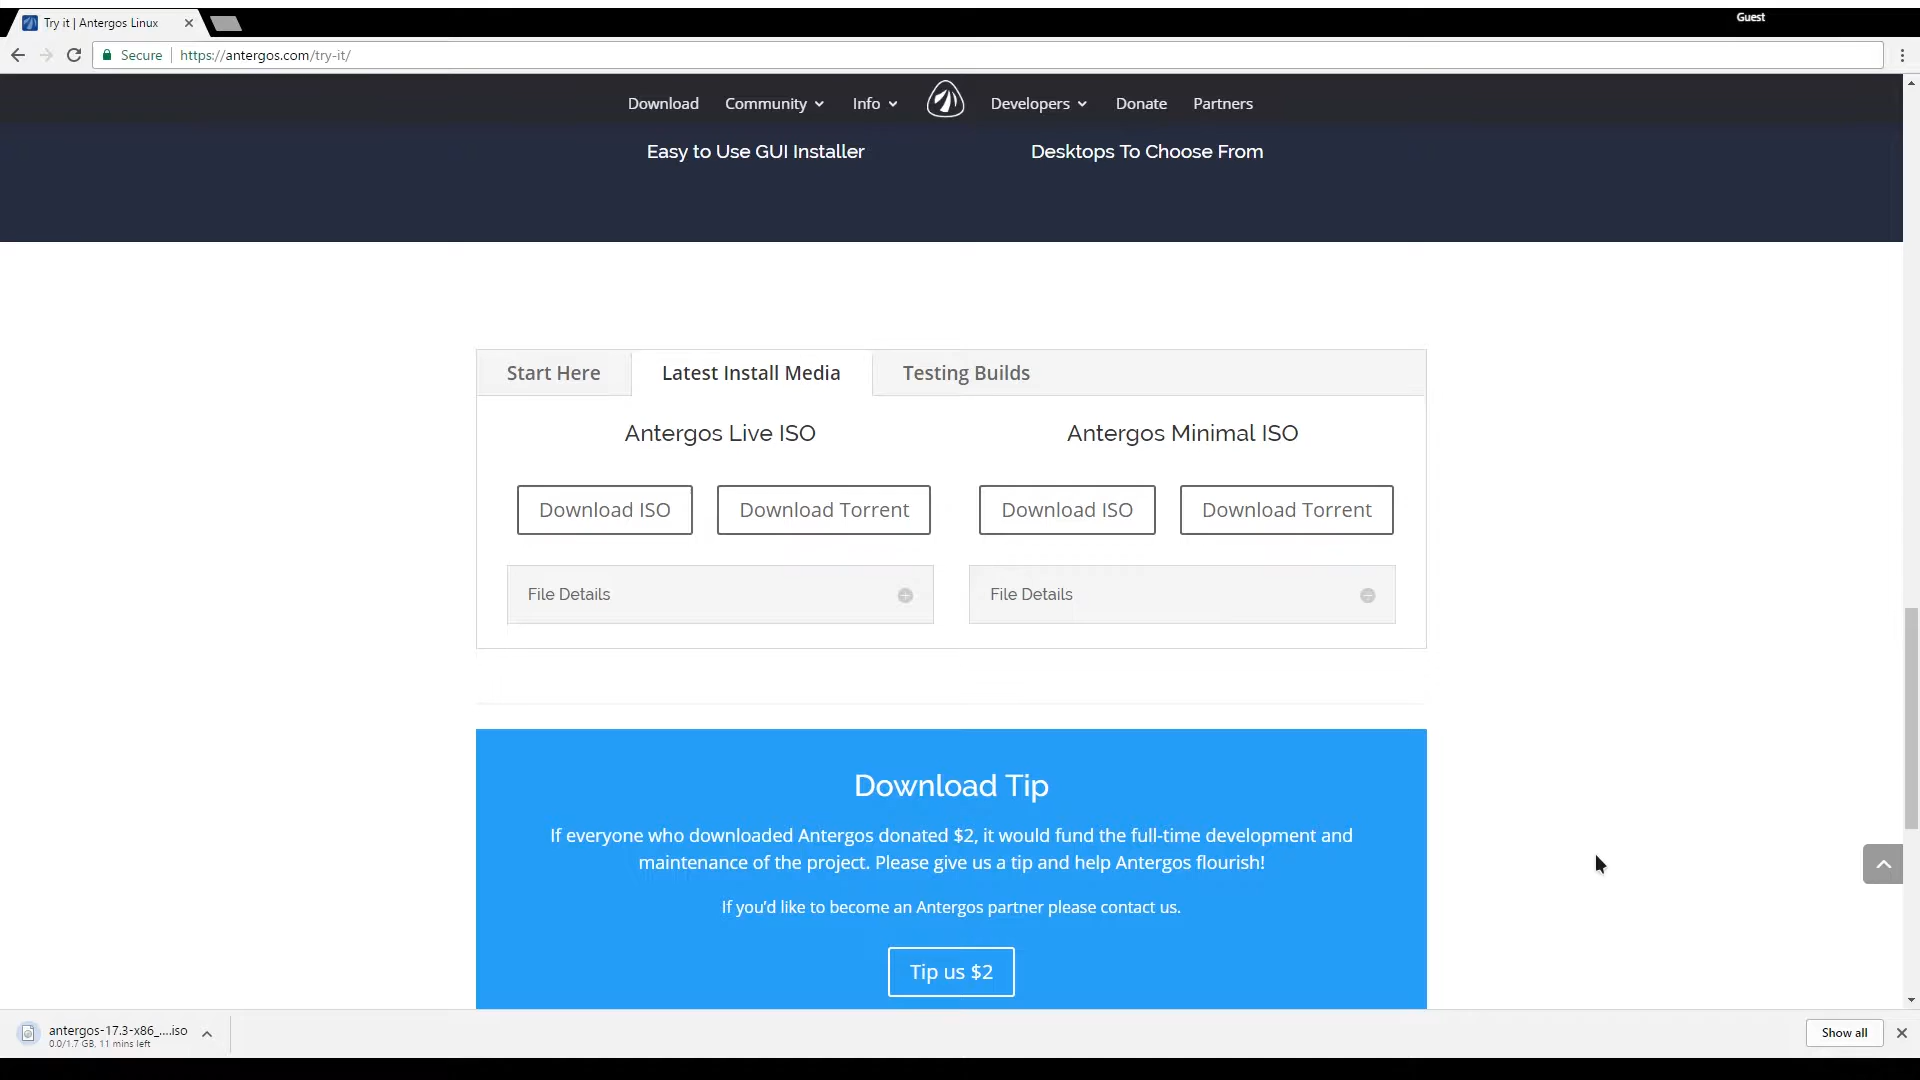 Try it | Antergos Linux
Guest
Secure
https://antergos.com/try-it/
Download
Community
Info
Developers
Donate
Partners
Easy to Use GUI Installer
Desktops To Choose From
Start Here
Latest Install Media
Testing Builds
Antergos Live ISO
Antergos Minimal ISO
Download ISO
Download Torrent
Download ISO
Download Torrent
File Details
File Details
Download Tip
If everyone who downloaded Antergos donated $2, it would fund the full-time development and
maintenance of the project. Please give us a tip and help Antergos flourish!
If you'd like to become an Antergos partner please contact us.
Tip us $2
antergos-17.3-x86_....iso
0.0/1.7 GB, 11 mins left
Show all